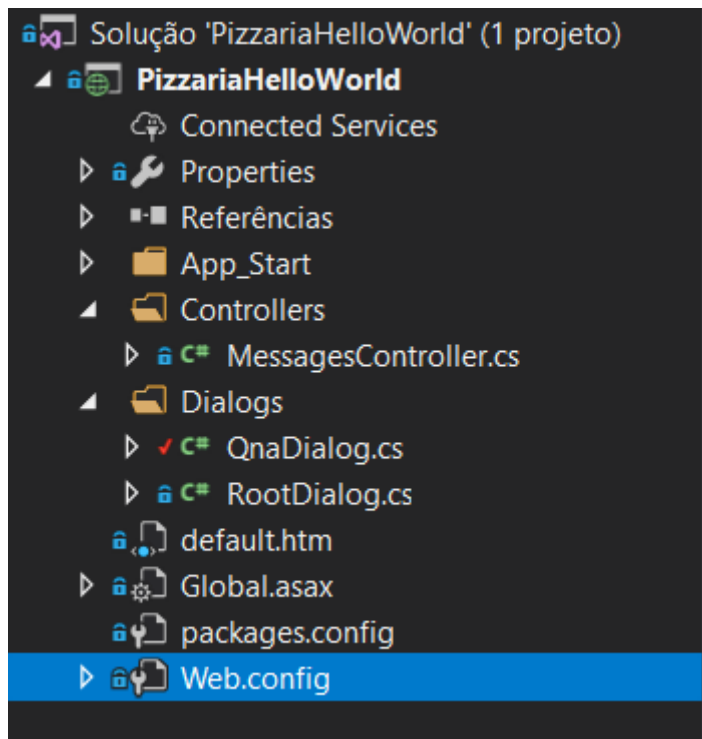 Solução 'PizzariaHelloWorld' (1 projeto)
PizzariaHelloWorld
Connected Services
Properties
Referências
App_Start
Controllers
C# MessagesController.cs
Dialogs
C# QnaDialog.cs
C# RootDialog.cs
default.htm
Global.asax
packages.config
Web.config